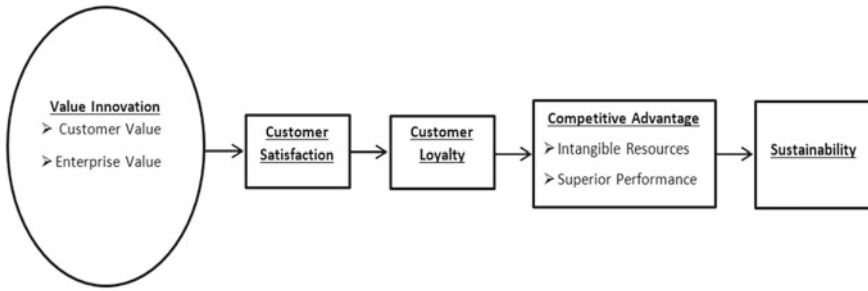 Value Innovation
➢ Customer Value
➢ Enterprise Value
Customer
Satisfaction
Customer
Loyalty
Competitive Advantage
➢ Intangible Resources
➢ Superior Performance
Sustainability